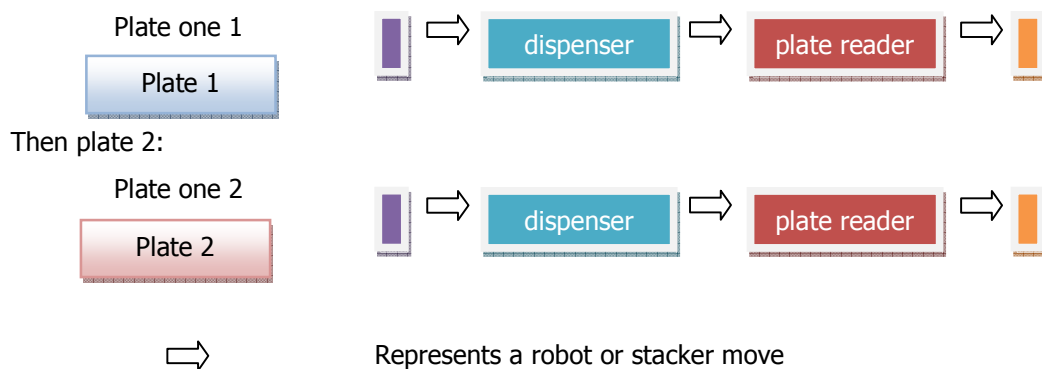 Plate one 1
Plate 1
dispenser
plate reader
Then plate 2:
Plate one 2
Plate 2
dispenser
plate reader
Represents a robot or stacker move